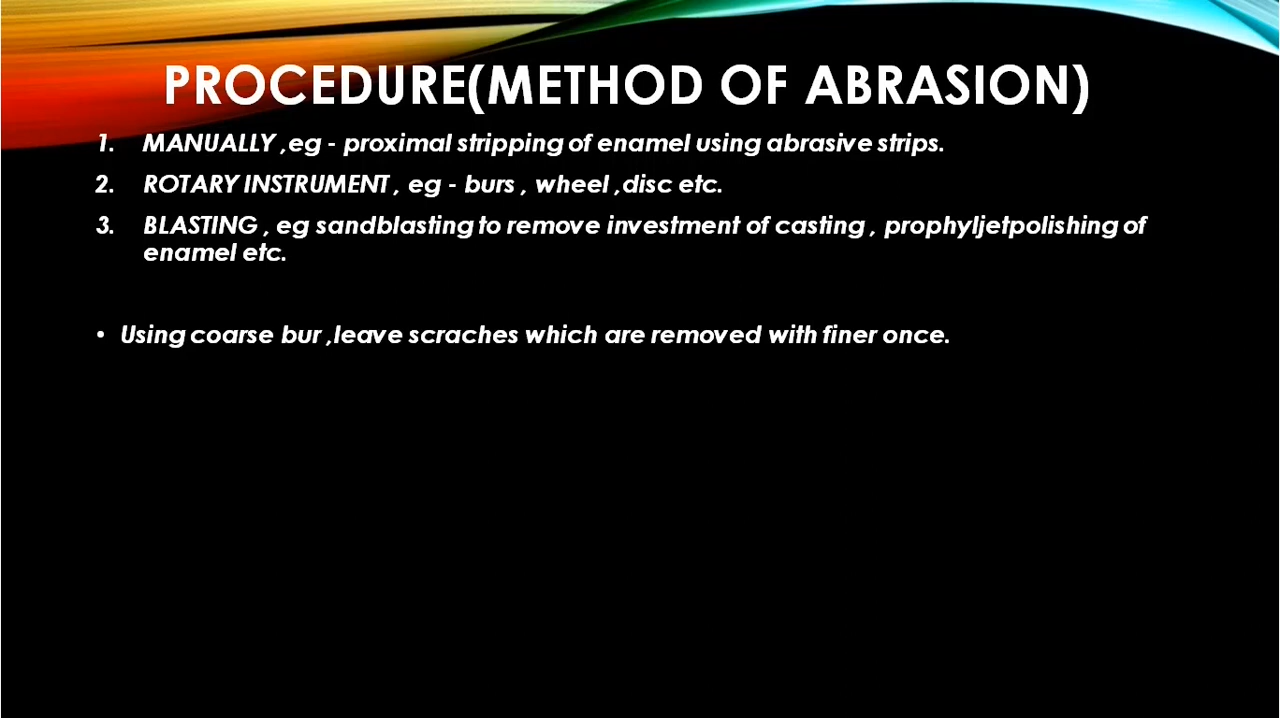 PROCEDURE(METHOD OF ABRASION)
1. MANUALLY ,eg - proximal stripping of enamel using abrasive strips.
2. ROTARY INSTRUMENT , eg - burs , wheel ,disc etc.
3. BLASTING , eg sandblasting to remove investment of casting , prophyljetpolishing of
enamel etc.
• Using coarse bur ,leave scraches which are removed with finer once.